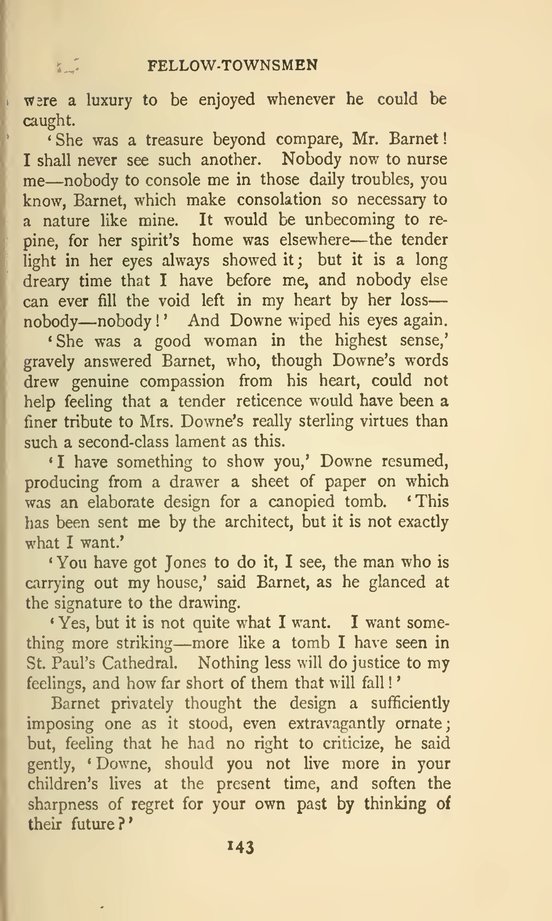 FELLOW-TOWNSMEN
were a luxury to be enjoyed whenever he could be
caught.
‘She was a treasure beyond compare, Mr. Barnet!
I shall never see such another. Nobody now to nurse
me—nobody to console me in those daily troubles, you
know, Barnet, which make consolation so necessary to
a nature like mine. It would be unbecoming to re-
pine, for her spirit’s home was elsewhere—the tender
light in her eyes always showed it; but it is a long
dreary time that I have before me, and nobody else
can ever fill the void left in my heart by her loss—
nobody—nobody!’ And Downe wiped his eyes again.
‘She was a good woman in the highest sense,’
gravely answered Barnet, who, though Downe’s words
drew genuine compassion from his heart, could not
help feeling that a tender reticence would have been a
finer tribute to Mrs. Downe’s really sterling virtues than
such a second-class lament as this.
‘I have something to show you,’ Downe resumed,
producing from a drawer a sheet of paper on which
was an elaborate design for a canopied tomb. ‘This
has been sent me by the architect, but it is not exactly
what I want.’
‘You have got Jones to do it, I see, the man who is
carrying out my house,’ said Barnet, as he glanced at
the signature to the drawing.
‘Yes, but it is not quite what I want. I want some-
thing more striking—more like a tomb I have seen in
St. Paul’s Cathedral. Nothing less will do justice to my
feelings, and how far short of them that will fall!’
Barnet privately thought the design a sufficiently
imposing one as it stood, even extravagantly ornate;
but, feeling that he had no right to criticize, he said
gently, ‘Downe, should you not live more in your
children’s lives at the present time, and soften the
sharpness of regret for your own past by thinking of
their future?’
143